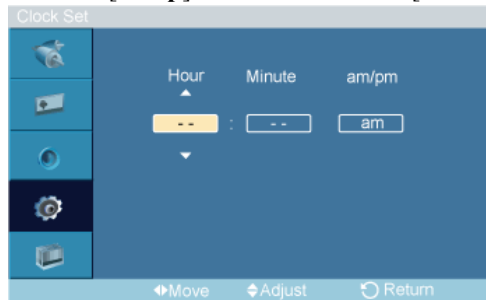 Clock Set
Hour Minute am/pm
-- : -- am
Move Adjust Return